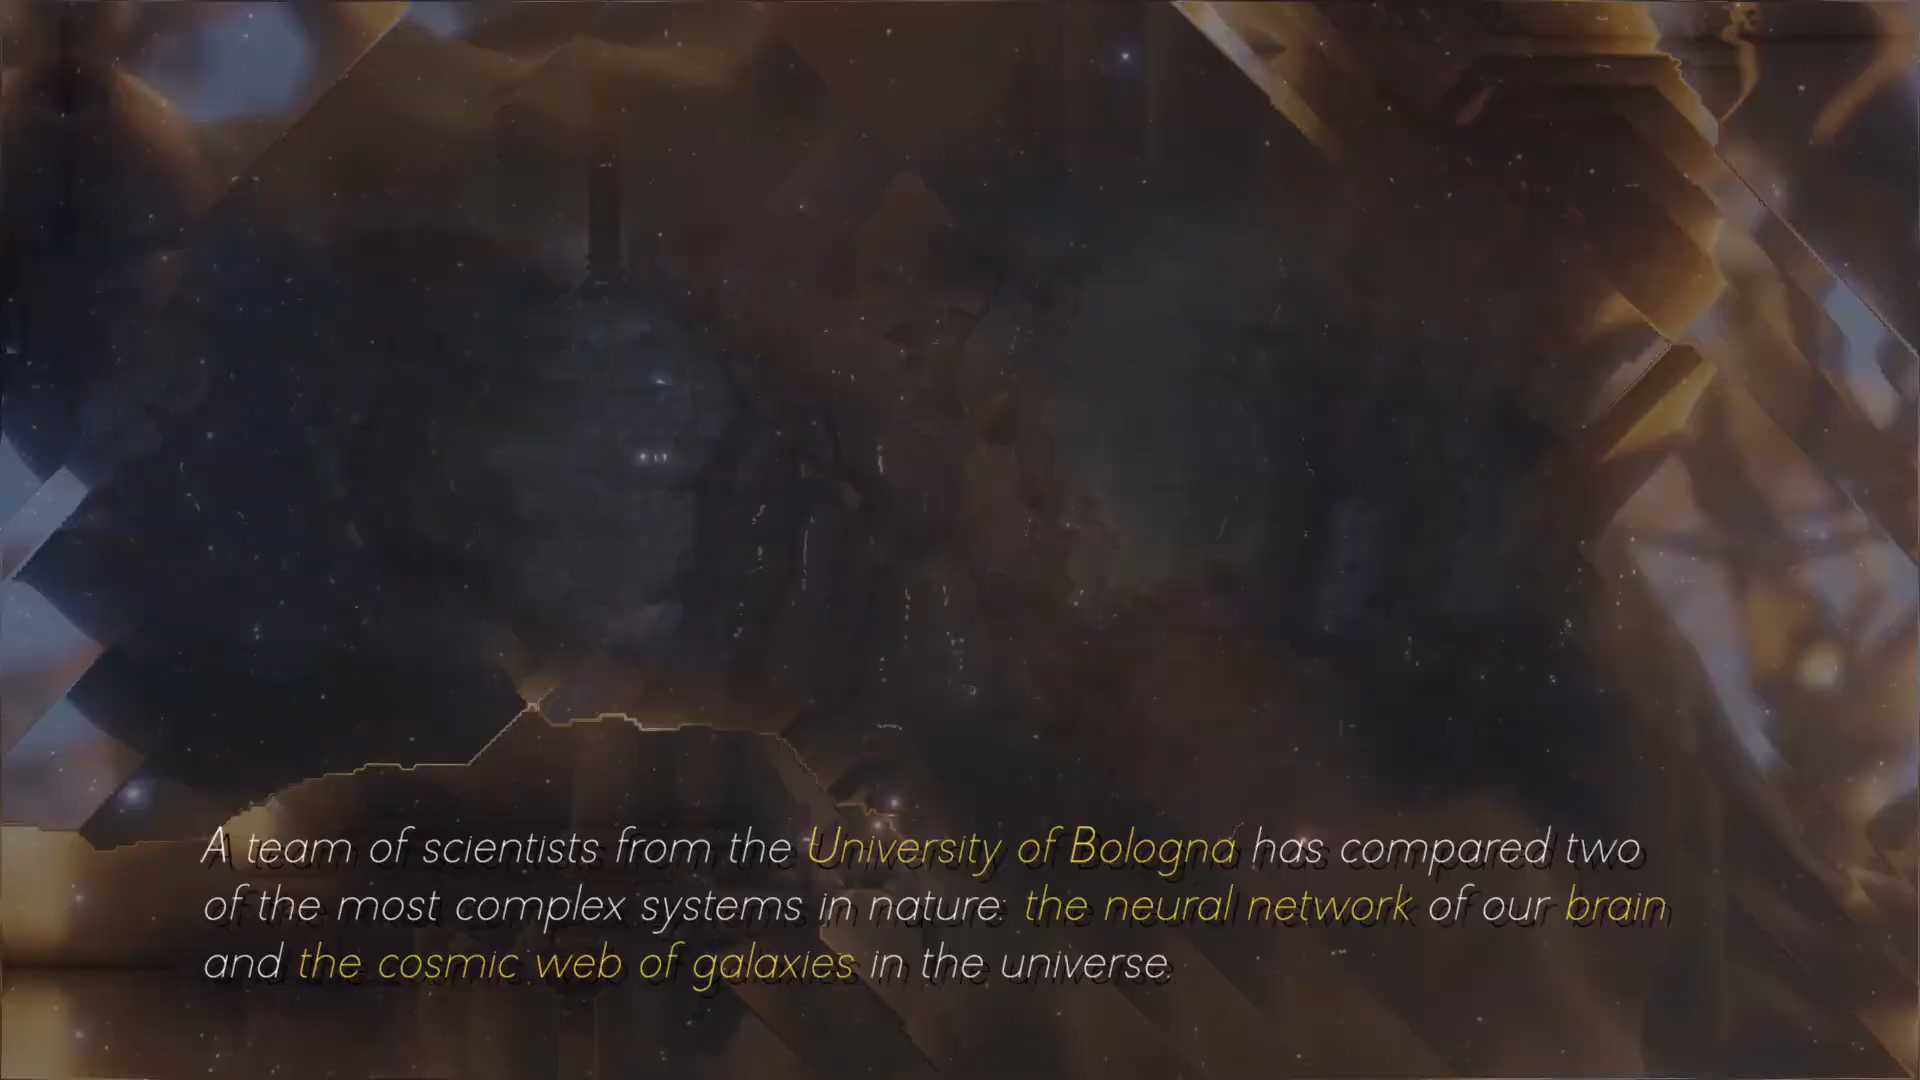 A team of scientists from the University of Bologna has compared two
of the most complex systems in nature: the neural network of our brain
and the cosmic web of galaxies in the universe.